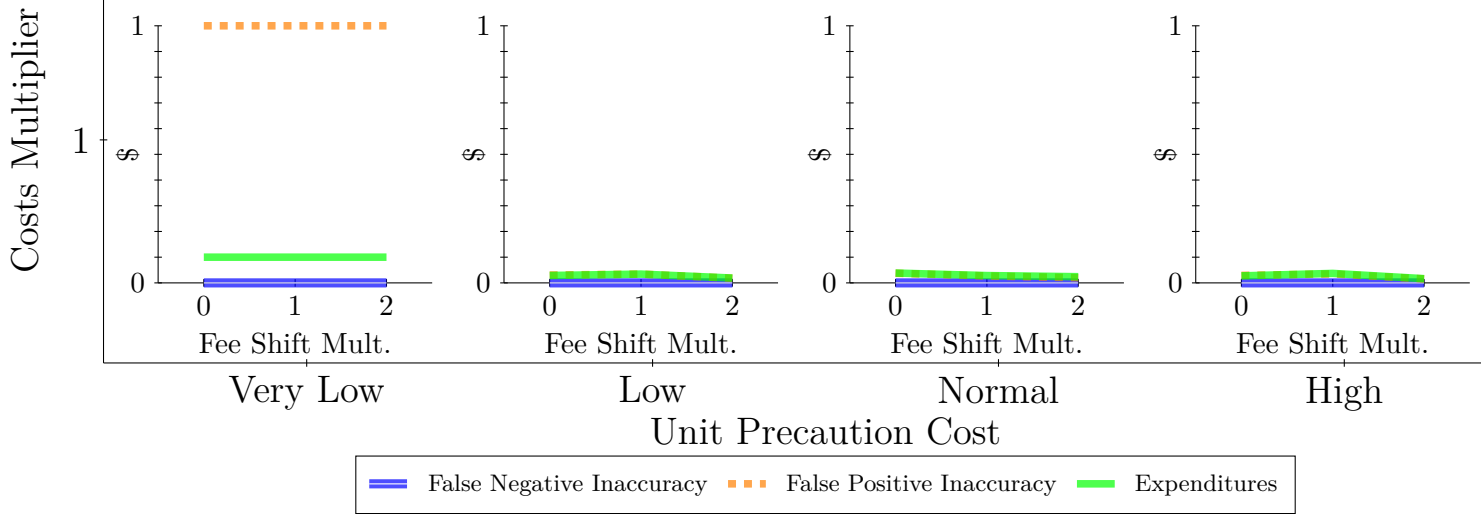 Costs Multiplier
1
1
$
0
0 1 2
Fee Shift Mult.
1
$
0
0 1 2
Fee Shift Mult.
1
$
0
0 1 2
Fee Shift Mult.
1
$
0
0 1 2
Fee Shift Mult.
Very Low Low Normal High
Unit Precaution Cost
False Negative Inaccuracy False Positive Inaccuracy Expenditures